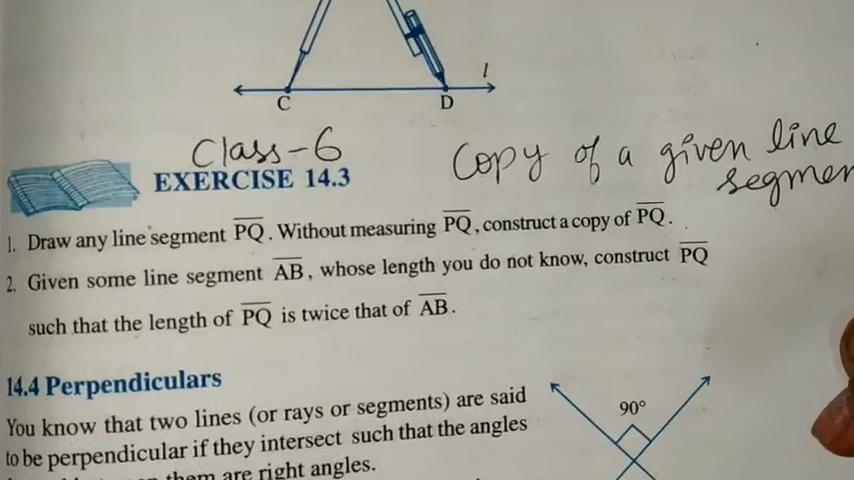 l
C D
Class-6
Copy of a given line
EXERCISE 14.3
1. Draw any line segment PQ. Without measuring PQ, construct a copy of PQ.
2. Given some line segment AB, whose length you do not know, construct PQ
such that the length of PQ is twice that of AB.
14.4 Perpendiculars
You know that two lines (or rays or segments) are said
to be perpendicular if they intersect such that the angles
them are right angles.
90°